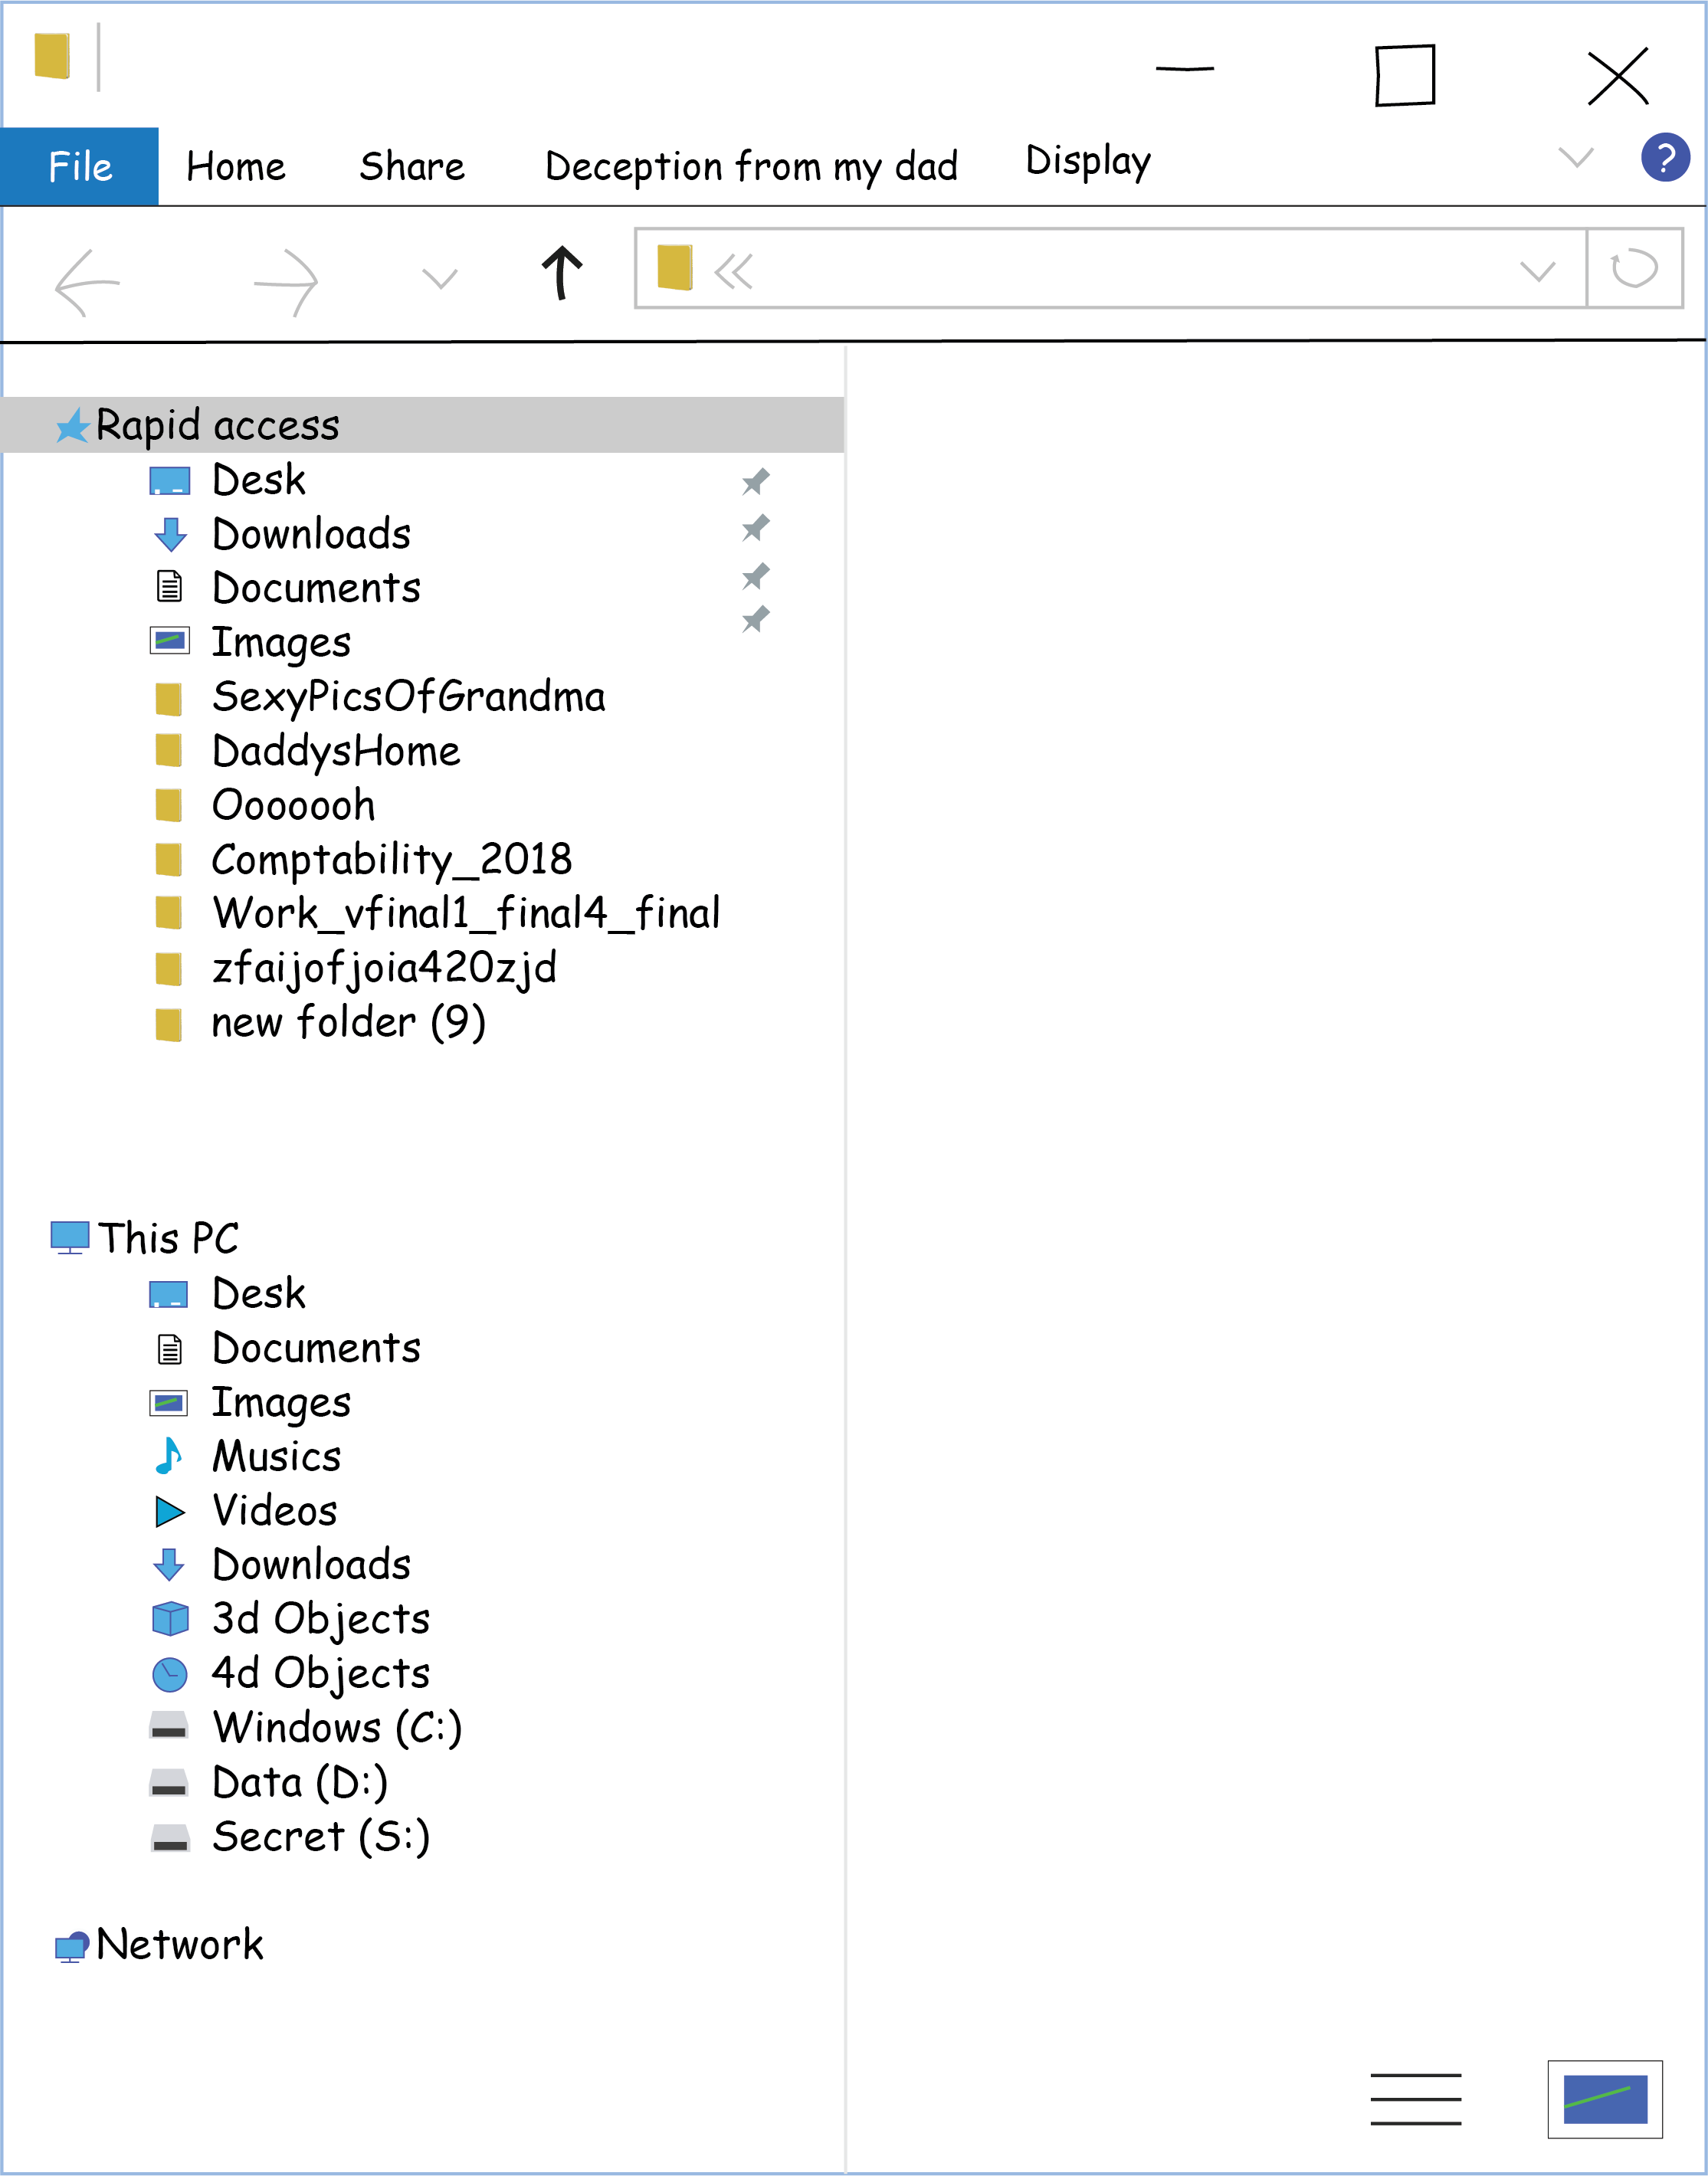 File Home Share Deception from my dad Display ?
Rapid access
Desk
Downloads
Documents
Images
SexyPicsOfGrandma
DaddysHome
Ooooooh
Comptability_2018
Work_vfinal1_final4_final
zfaijofjoia420zjd
new folder (9)
This PC
Desk
Documents
Images
Musics
Videos
Downloads
3d Objects
4d Objects
Windows (C:)
Data (D:)
Secret (S:)
Network